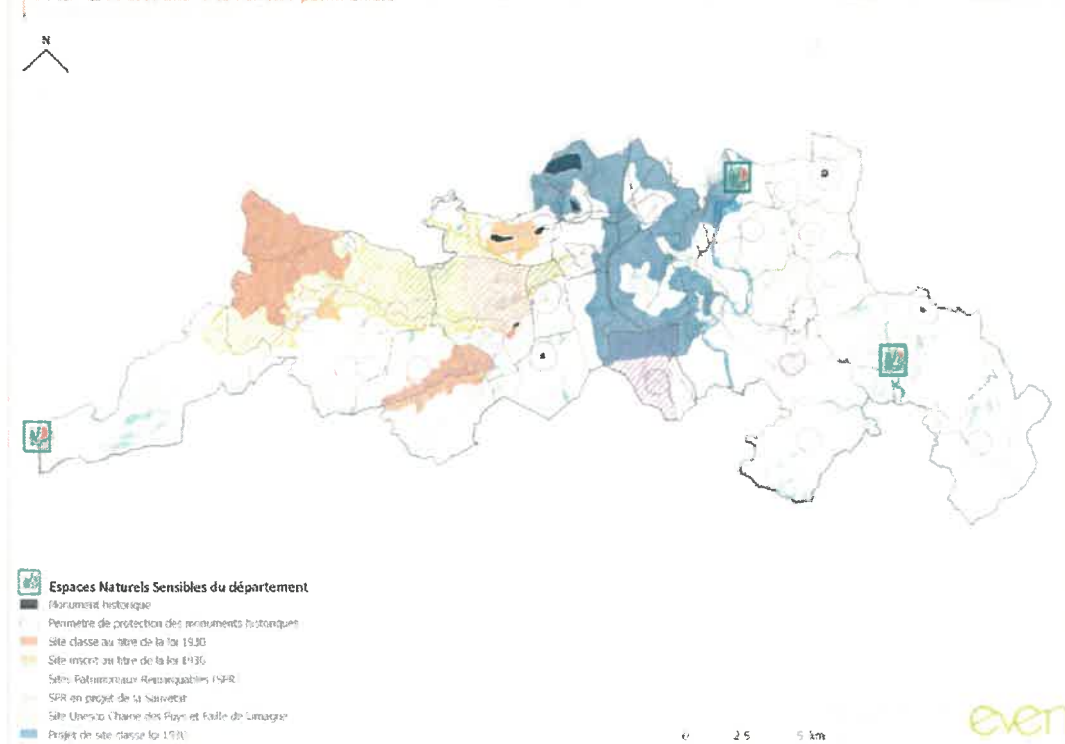 N
Espaces Naturels Sensibles du département
Monument historique
Périmètre de protection des monuments historiques
Site classé au titre de la loi 1930
Site inscrit au titre de la loi 1930
Sites Patrimoniaux Remarquables (SPR)
SPR en projet de la Sauvetat
Site Unesco Chaine des Puys et Faille de Limagne
Projet de site classé loi 1930
2.5 5 km
even